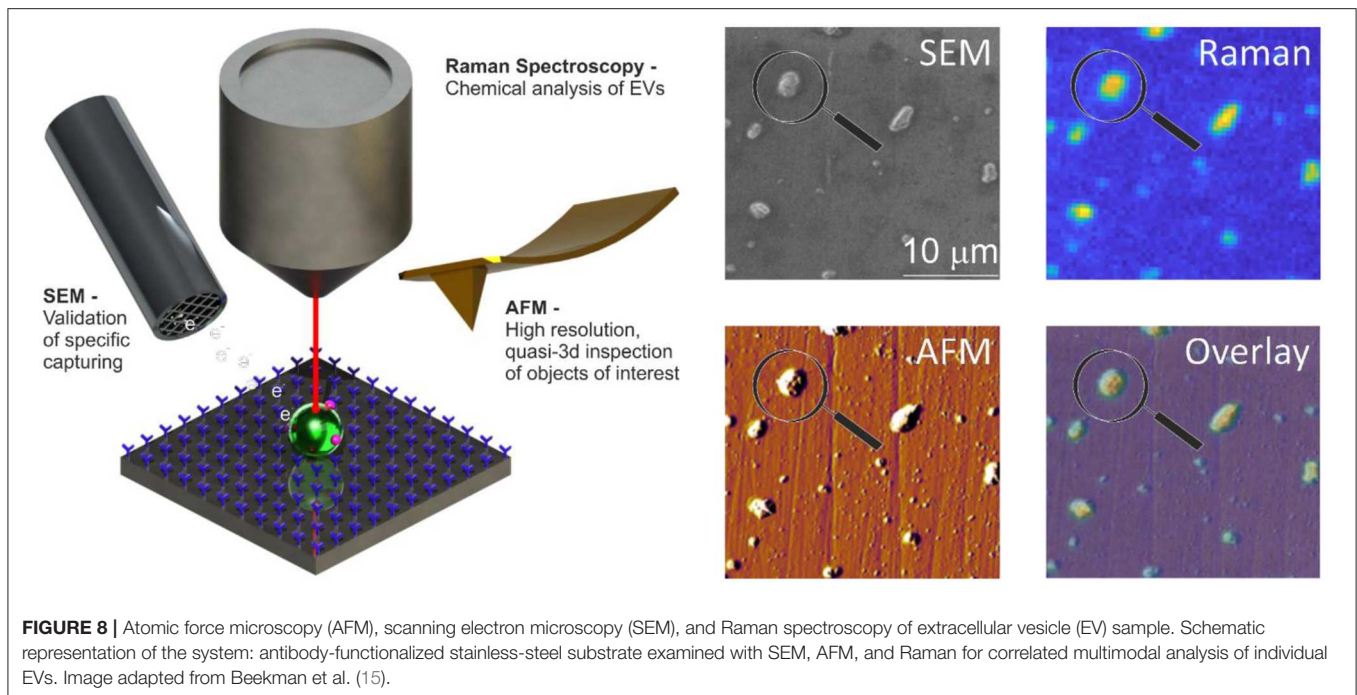 Raman Spectroscopy -
Chemical analysis of EVs
SEM -
Validation
of specific
capturing
AFM -
High resolution,
quasi-3d inspection
of objects of interest
e⁻
e⁻
e
SEM
10 μm
Raman
AFM
Overlay
FIGURE 8 | Atomic force microscopy (AFM), scanning electron microscopy (SEM), and Raman spectroscopy of extracellular vesicle (EV) sample. Schematic
representation of the system: antibody-functionalized stainless-steel substrate examined with SEM, AFM, and Raman for correlated multimodal analysis of individual
EVs. Image adapted from Beekman et al. (15).